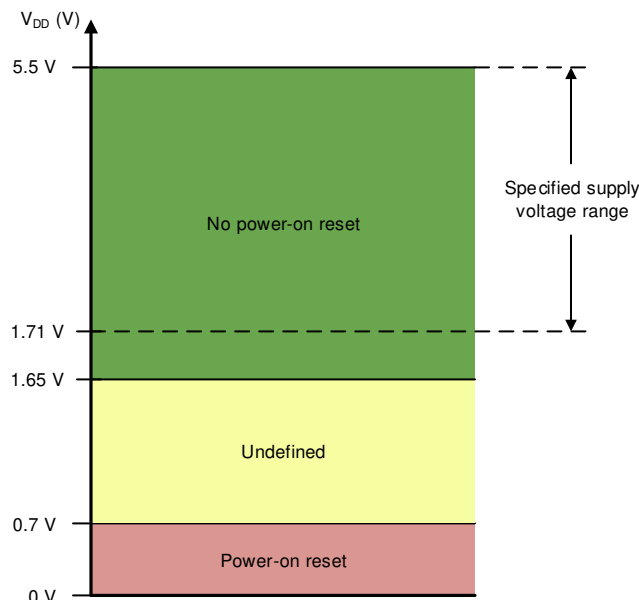 V_DD (V)
5.5 V
Specified supply
voltage range
No power-on reset
1.71 V
1.65 V
Undefined
0.7 V
Power-on reset
0 V